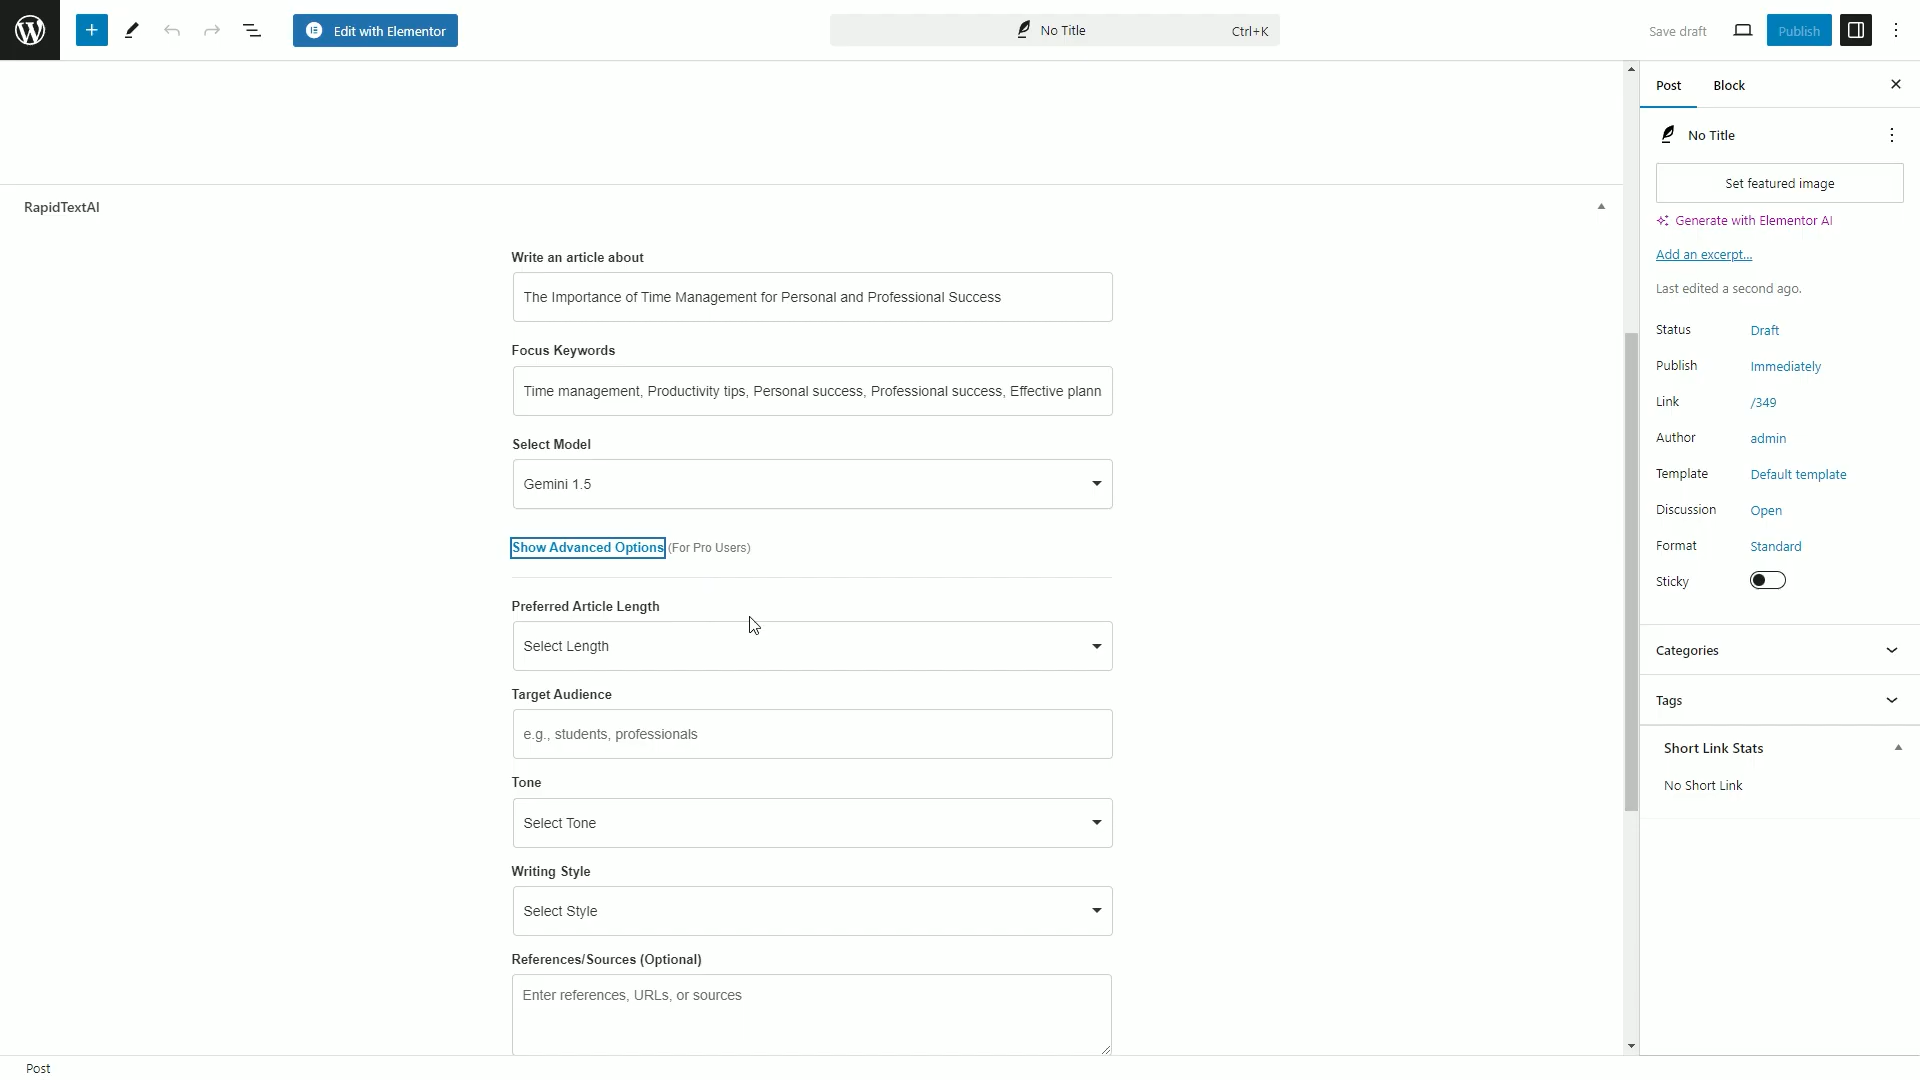 Edit with Elementor
No Title
Ctrl+K
Save draft
Publish
Post
Block
No Title
Set featured image
Generate with Elementor AI
Add an excerpt...
Last edited a second ago.
Status
Draft
Publish
Immediately
Link
/349
Author
admin
Template
Default template
Discussion
Open
Format
Standard
Sticky
Categories
Tags
Short Link Stats
No Short Link
RapidTextAI
Write an article about
The Importance of Time Management for Personal and Professional Success
Focus Keywords
Time management, Productivity tips, Personal success, Professional success, Effective plann
Select Model
Gemini 1.5
Show Advanced Options (For Pro Users)
Preferred Article Length
Select Length
Target Audience
e.g., students, professionals
Tone
Select Tone
Writing Style
Select Style
References/Sources (Optional)
Enter references, URLs, or sources
Post